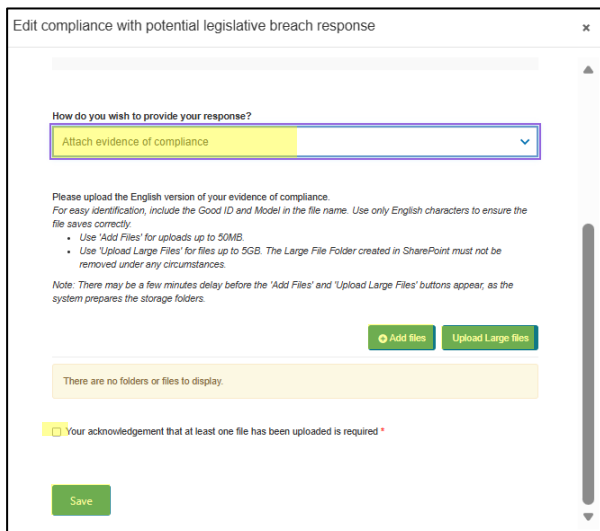 Edit compliance with potential legislative breach response
×
How do you wish to provide your response?
Attach evidence of compliance
Please upload the English version of your evidence of compliance.
For easy identification, include the Good ID and Model in the file name. Use only English characters to ensure the
file saves correctly.
• Use 'Add Files' for uploads up to 50MB.
• Use 'Upload Large Files' for files up to 5GB. The Large File Folder created in SharePoint must not be
removed under any circumstances.
Note: There may be a few minutes delay before the 'Add Files' and 'Upload Large Files' buttons appear, as the
system prepares the storage folders.
Add files Upload Large files
There are no folders or files to display.
Your acknowledgement that at least one file has been uploaded is required *
Save